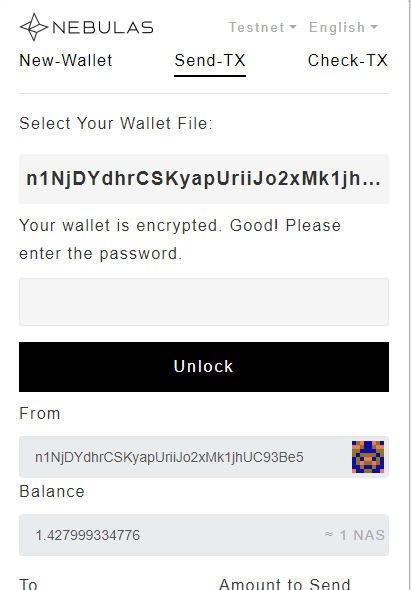 NEBULAS Testnet English
New-Wallet Send-TX Check-TX
Select Your Wallet File:
n1NjDYdhrCSKyapUriiJo2xMk1jh...
Your wallet is encrypted. Good! Please
enter the password.
Unlock
From
n1NjDYdhrCSKyapUriiJo2xMk1jhUC93Be5
Balance
1.427999334776 ≈ 1 NAS
To Amount to Send